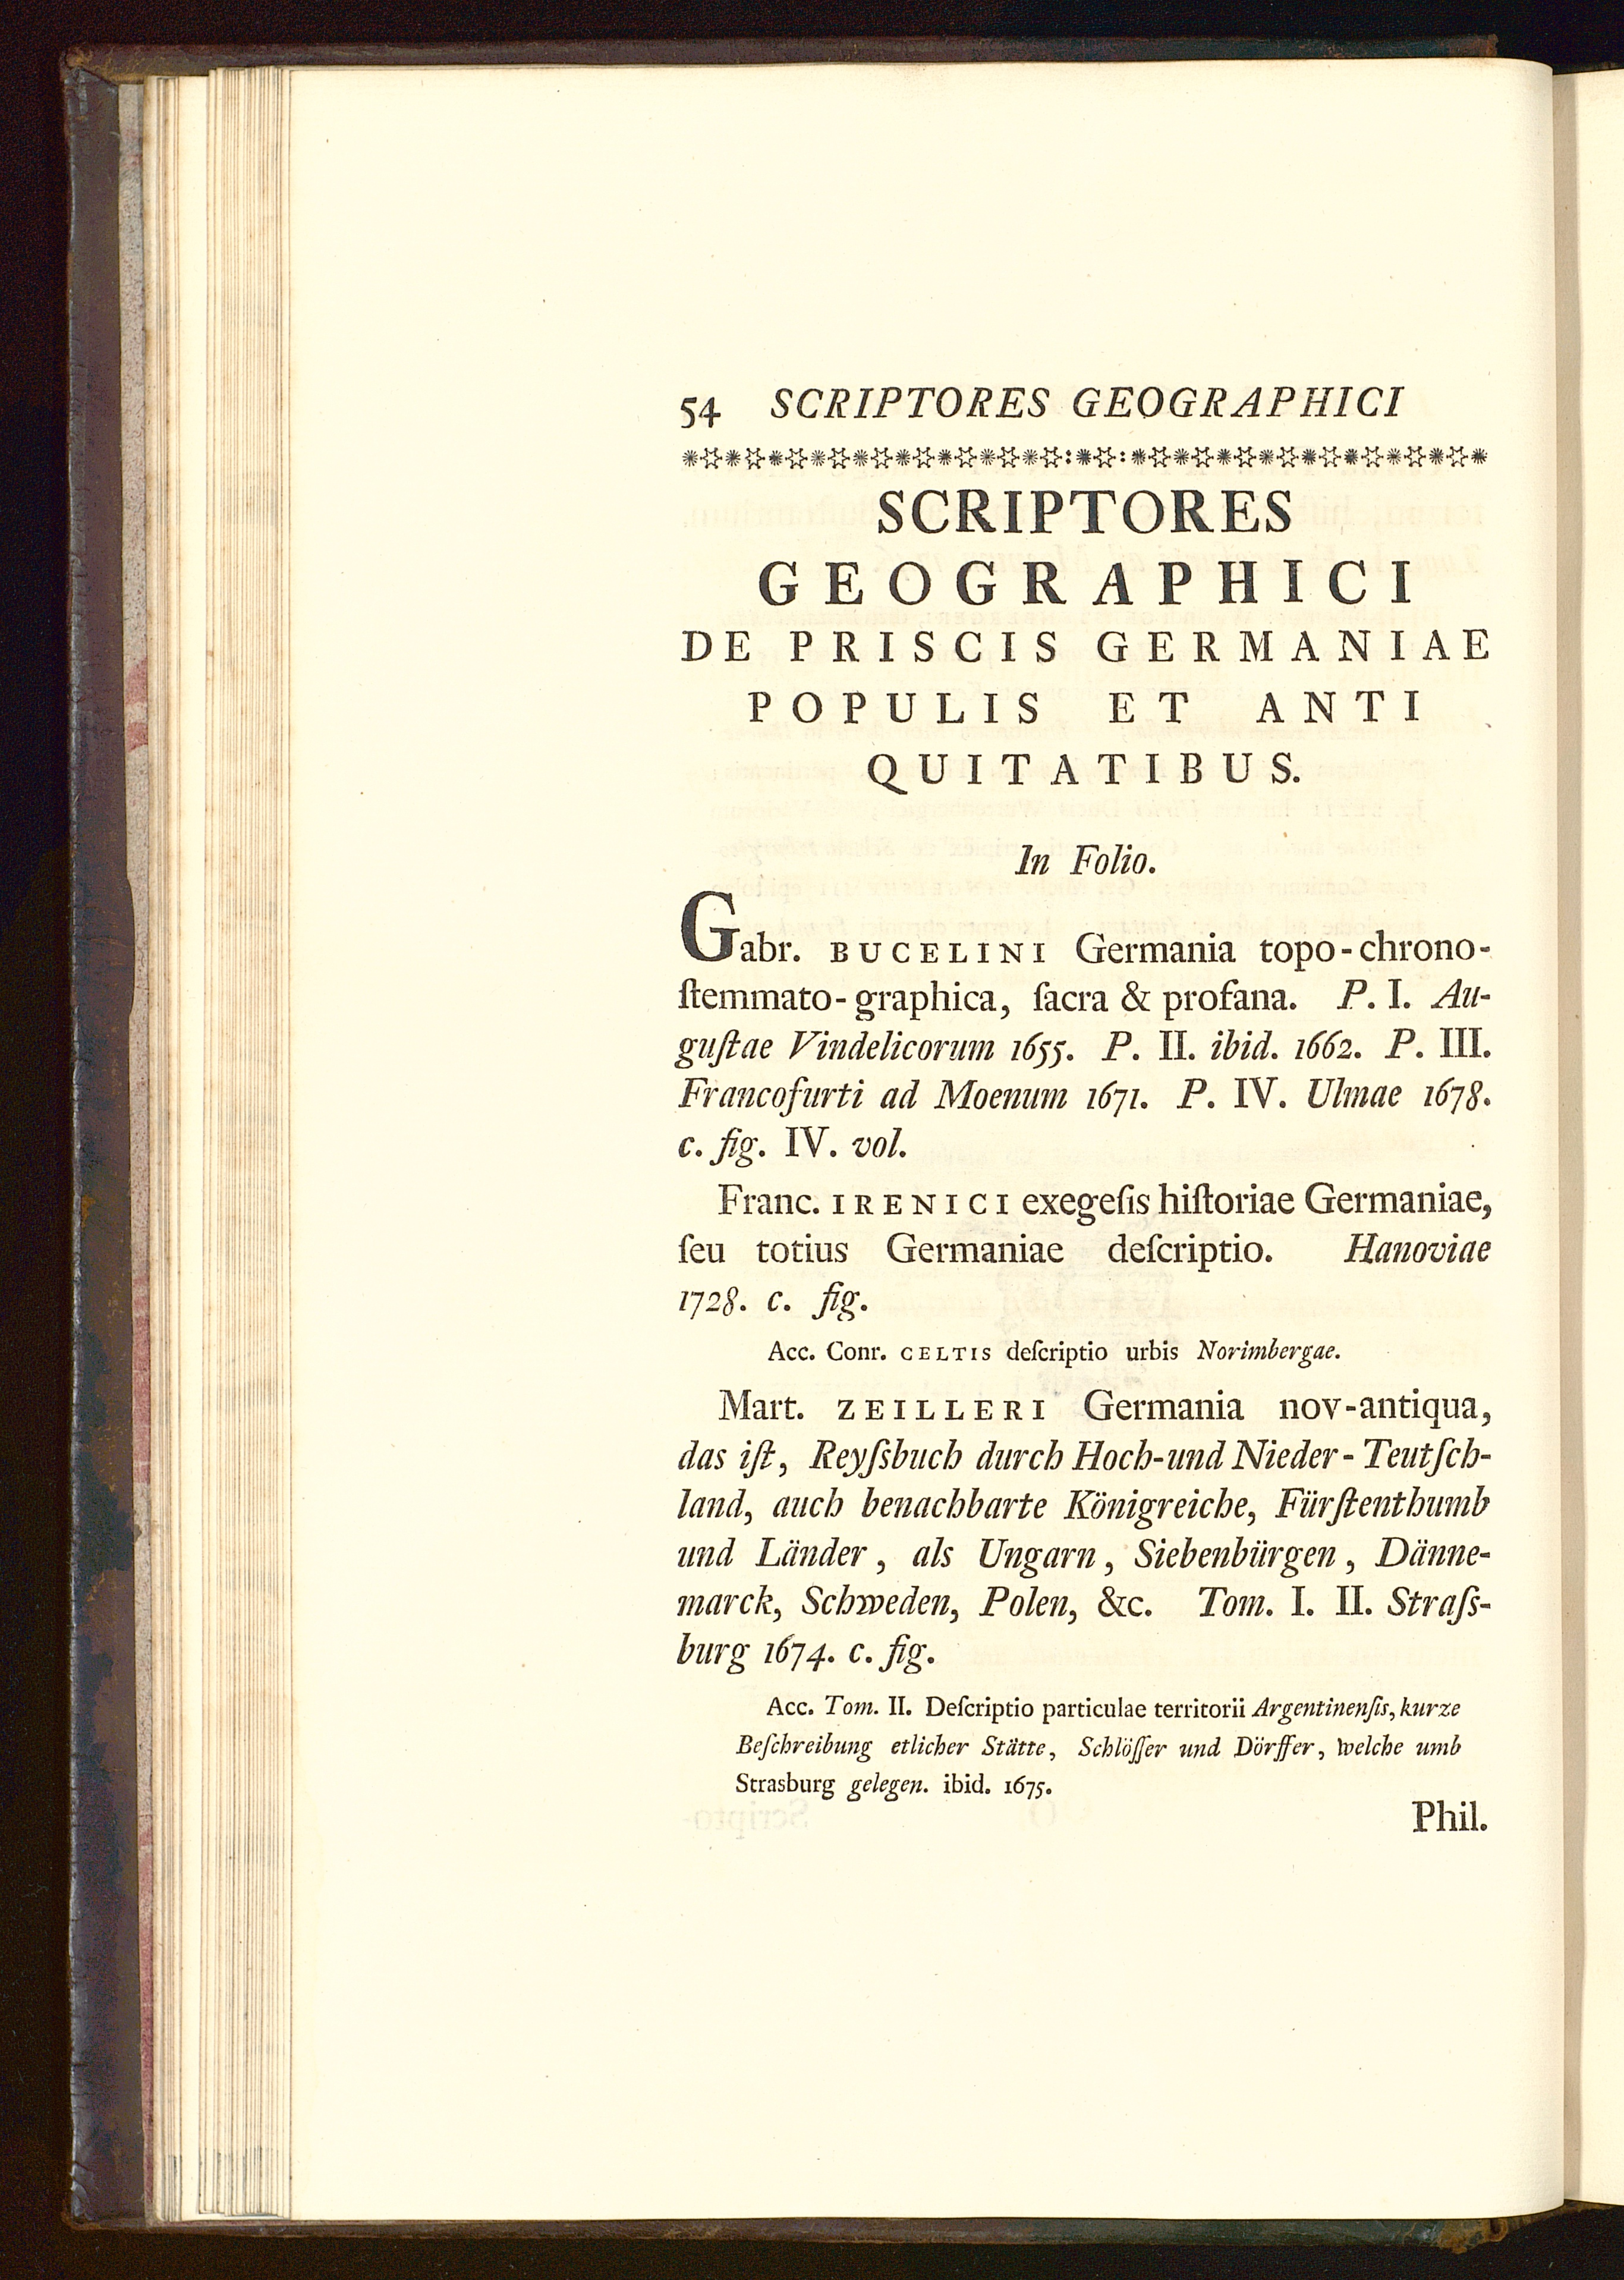 54 SCRIPTORES GEOGRAPHICI
SCRIPTORES
GEOGRAPHICI
DE PRISCIS GERMANIAE
POPULIS ET ANTI
QUITATIBUS.
In Folio.
Gabr. BUCELINI Germania topo-chrono-
ſtemmato-graphica, ſacra & profana. P. I. Au-
guſtae Vindelicorum 1655. P. II. ibid. 1662. P. III.
Francofurti ad Moenum 1671. P. IV. Ulmae 1678.
c. fig. IV. vol.
Franc. IRENICI exegeſis hiſtoriae Germaniae,
ſeu totius Germaniae deſcriptio. Hanoviae
1728. c. fig.
Acc. Conr. CELTIS deſcriptio urbis Norimbergae.
Mart. ZEILLERI Germania nov-antiqua,
das iſt, Reyſsbuch durch Hoch-und Nieder-Teutſch-
land, auch benachbarte Königreiche, Fürſtenthumb
und Länder, als Ungarn, Siebenbürgen, Dänne-
marck, Schweden, Polen, &c. Tom. I. II. Straſs-
burg 1674. c. fig.
Acc. Tom. II. Deſcriptio particulae territorii Argentinenſis, kurze
Beſchreibung etlicher Stätte, Schlöſſer und Dörffer, welche umb
Strasburg gelegen. ibid. 1675.
Phil.